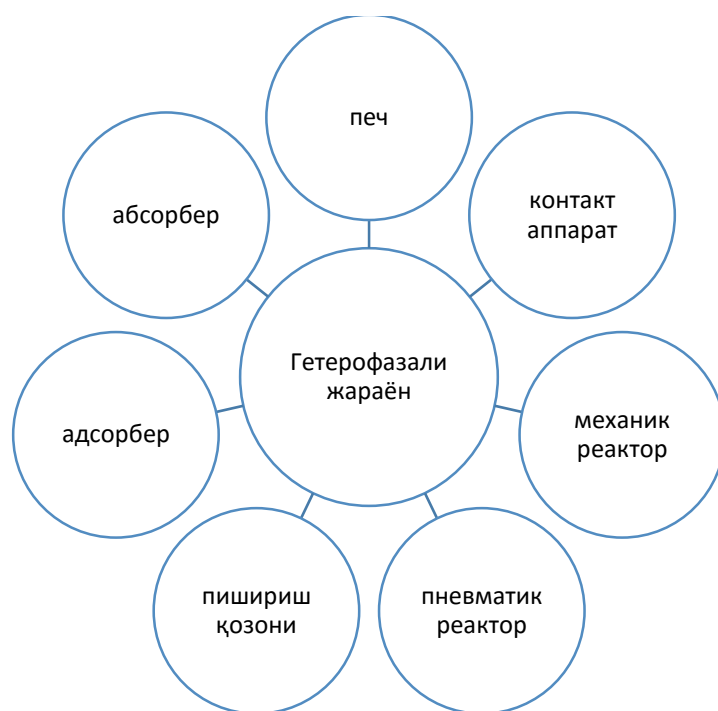 печ
контакт
аппарат
абсорбер
Гетерофазали
жараён
механик
реактор
адсорбер
пневматик
реактор
пишириш
қозони